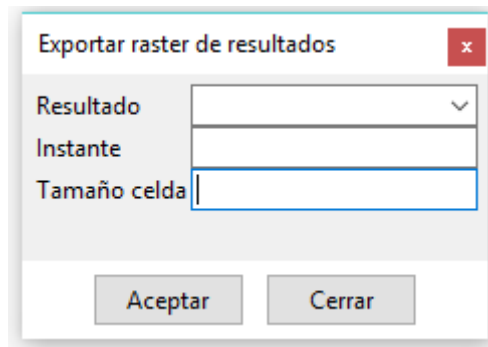 Exportar raster de resultados
x
Resultado
Instante
Tamaño celda
Aceptar Cerrar